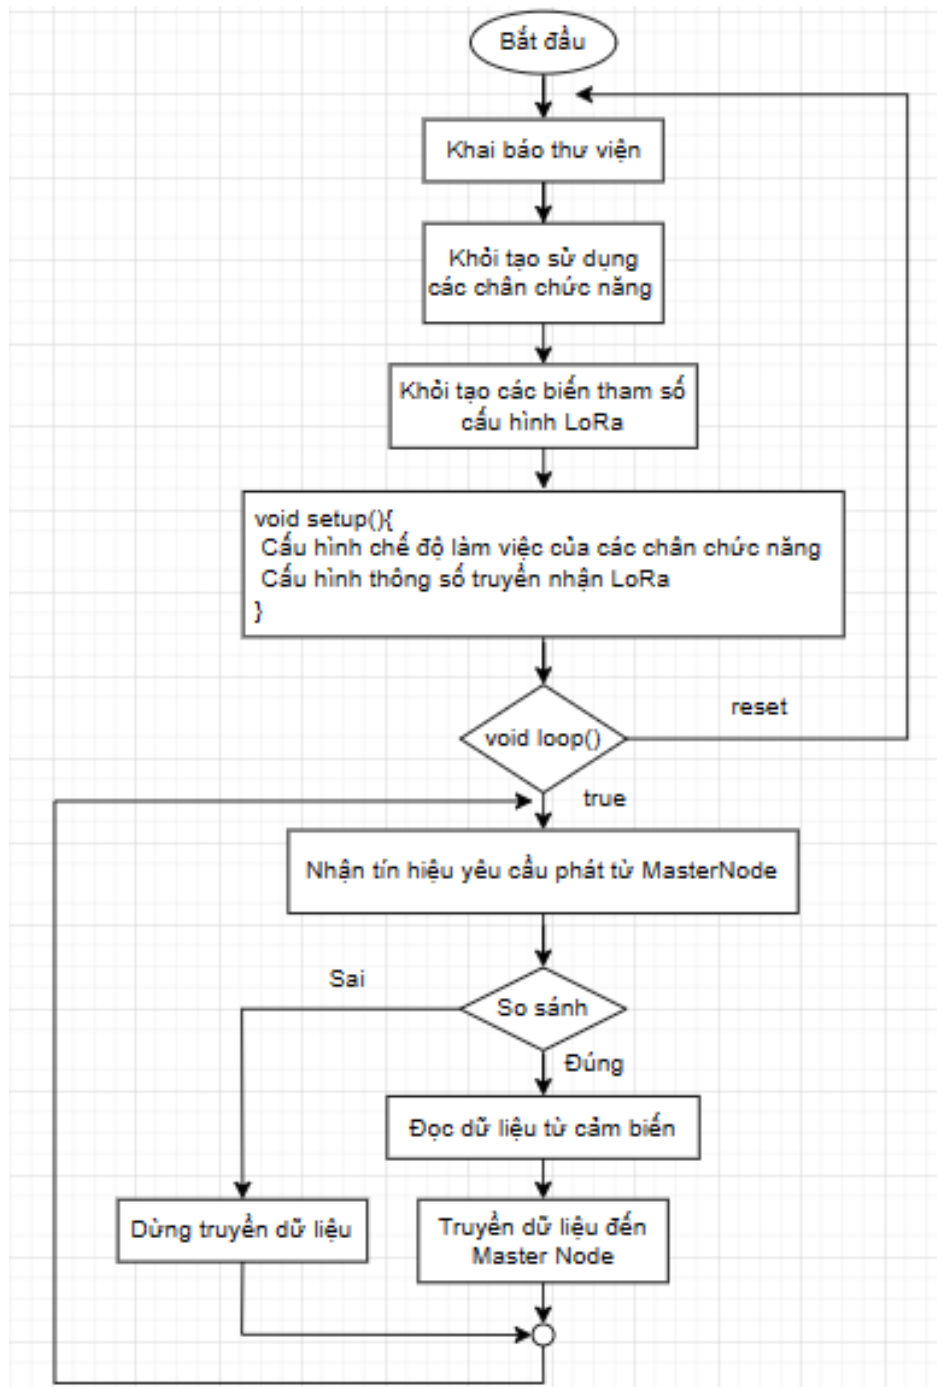 Bắt đầu
Khai báo thư viện
Khỏi tạo sử dụng
các chân chức năng
Khỏi tạo các biến tham số
cấu hình LoRa
void setup(){
Cấu hình chế độ làm việc của các chân chức năng
Cấu hình thông số truyền nhận LoRa
}
void loop()
reset
true
Nhận tín hiệu yêu cầu phát từ MasterNode
Sai
So sánh
Đúng
Đọc dữ liệu từ cảm biến
Dừng truyền dữ liệu
Truyền dữ liệu đến
Master Node